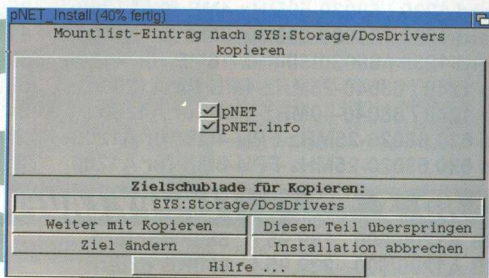 pNET_Install (40% fertig)
Mountlist-Eintrag nach SYS:Storage/DosDrivers
kopieren
pNET
pNET.info
Zielschublade für Kopieren:
SYS:Storage/DosDrivers
Weiter mit Kopieren
Diesen Teil überspringen
Ziel ändern
Installation abbrechen
Hilfe ...